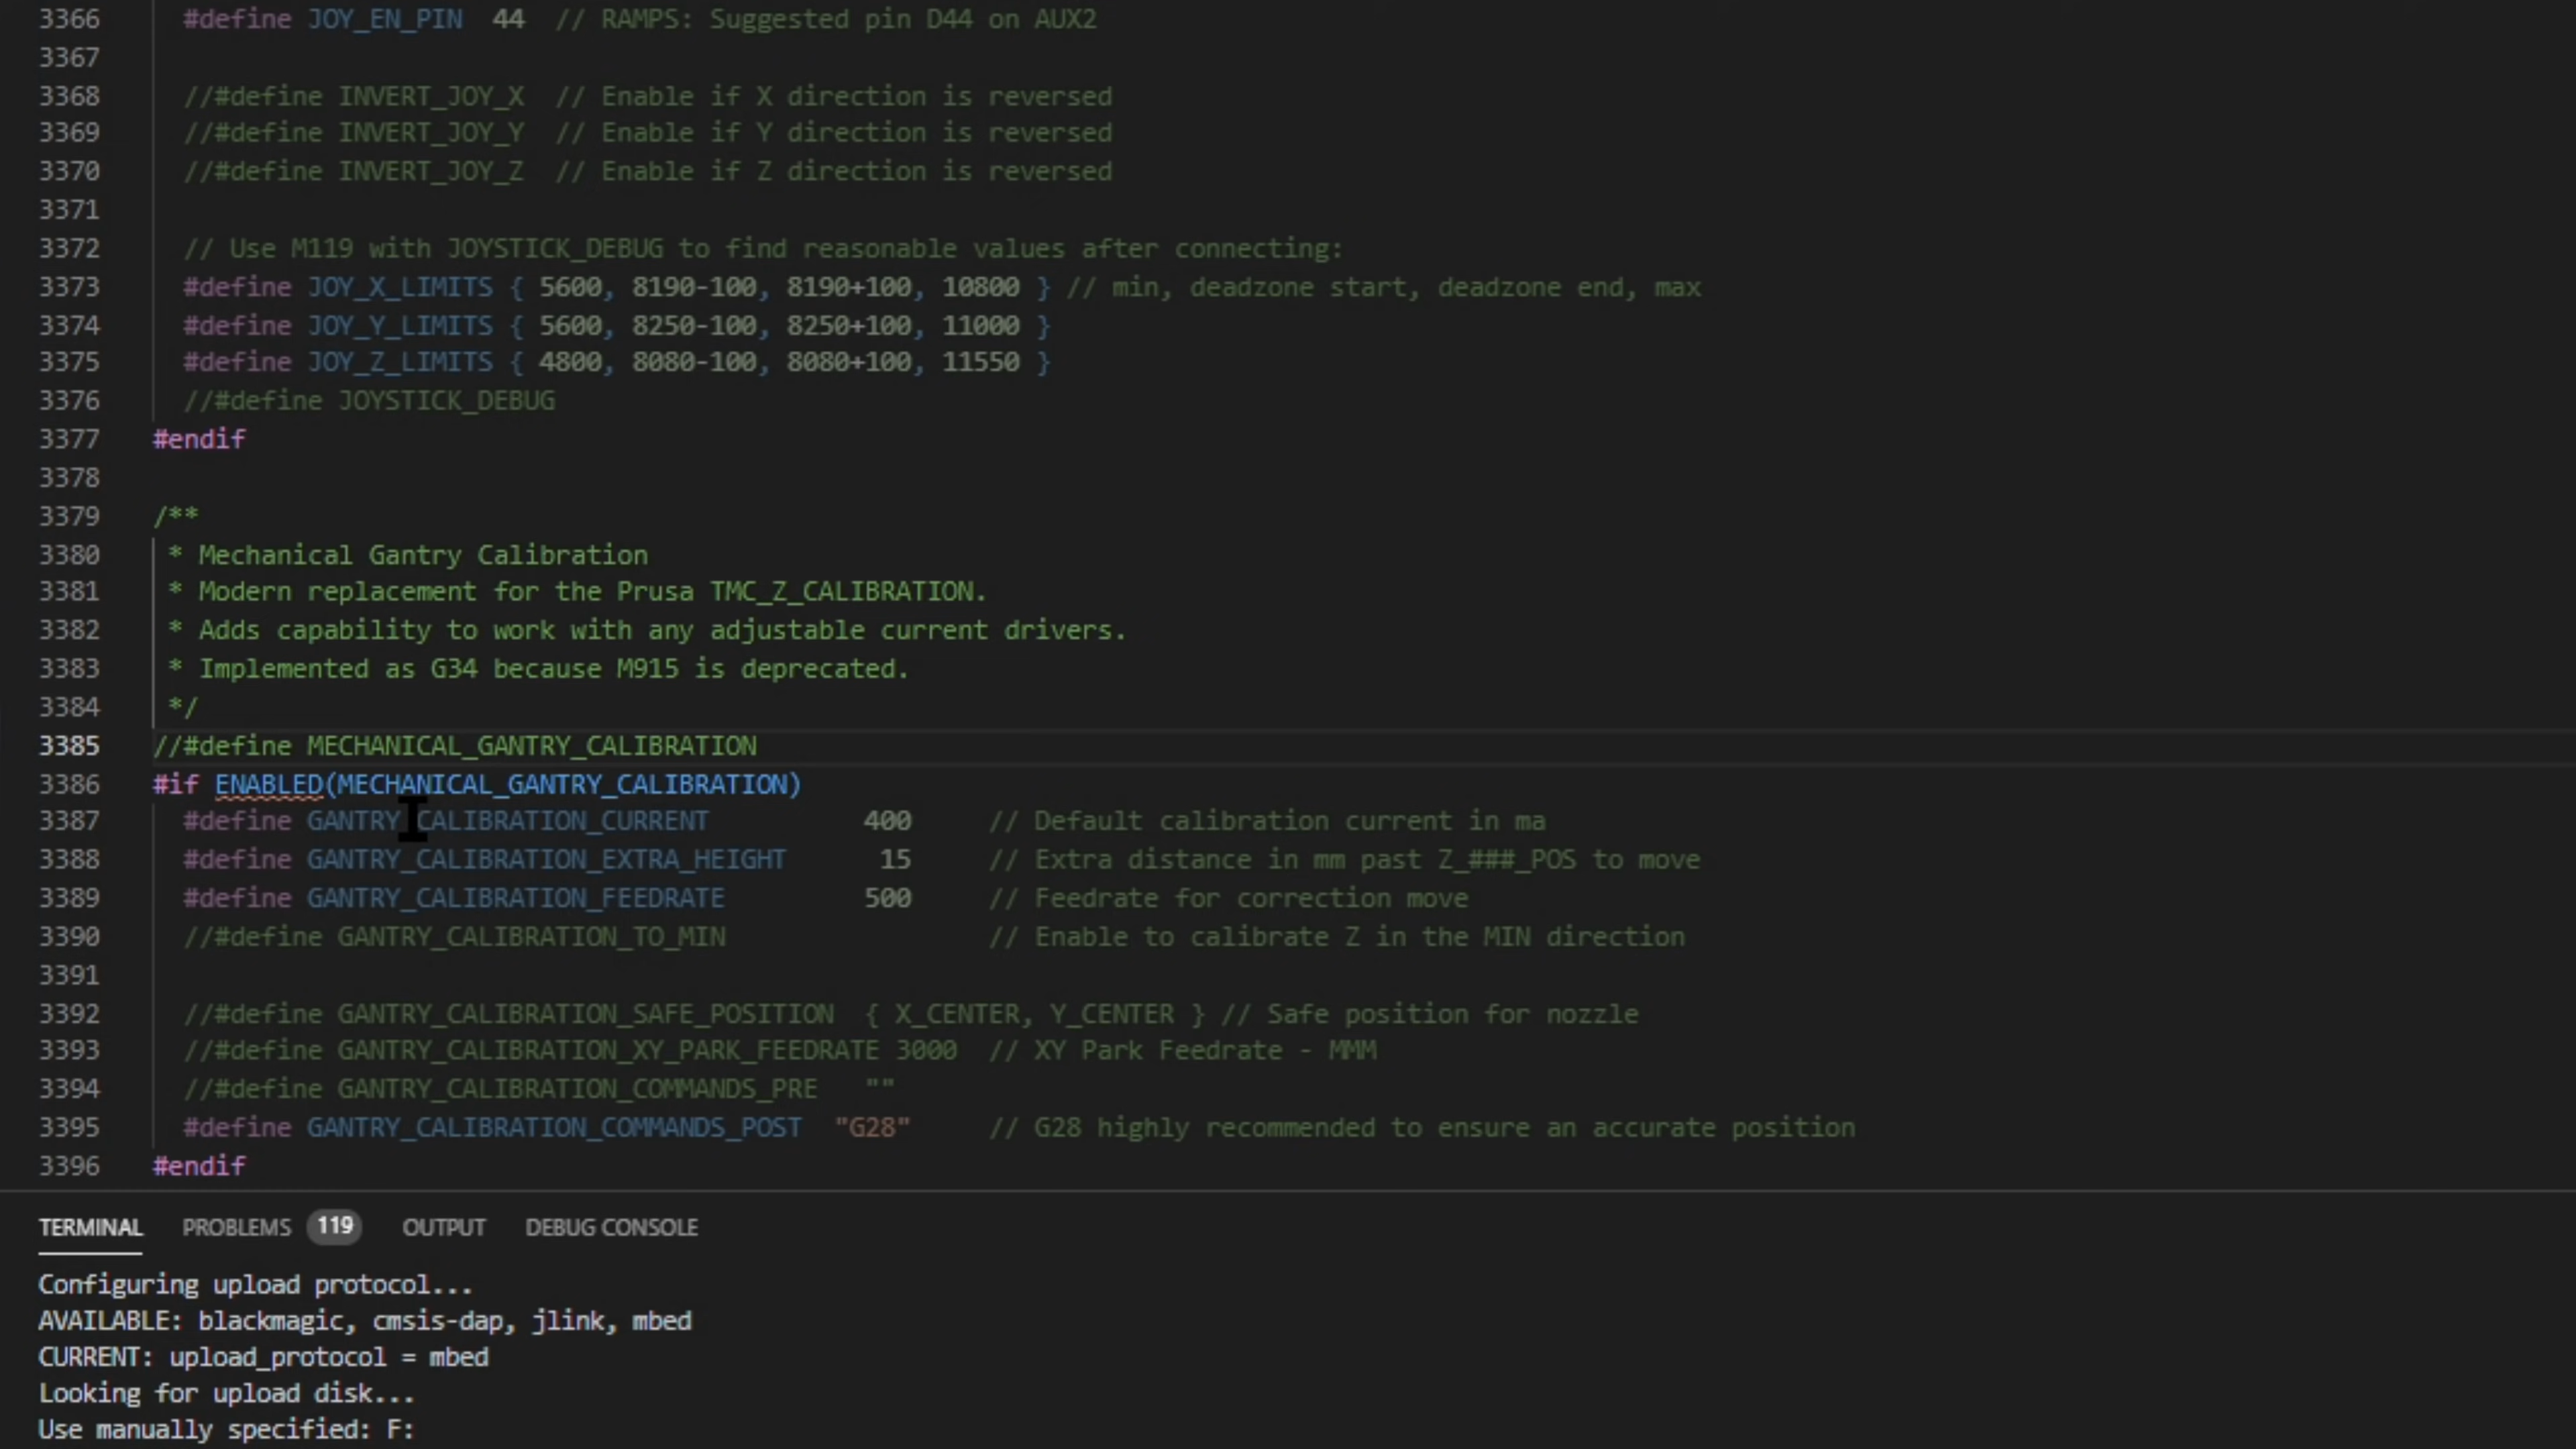 3366 #define JOY_EN_PIN 44 // RAMPS: Suggested pin D44 on AUX2
3367
3368 //#define INVERT_JOY_X // Enable if X direction is reversed
3369 //#define INVERT_JOY_Y // Enable if Y direction is reversed
3370 //#define INVERT_JOY_Z // Enable if Z direction is reversed
3371
3372 // Use M119 with JOYSTICK_DEBUG to find reasonable values after connecting:
3373 #define JOY_X_LIMITS { 5600, 8190-100, 8190+100, 10800 } // min, deadzone start, deadzone end, max
3374 #define JOY_Y_LIMITS { 5600, 8250-100, 8250+100, 11000 }
3375 #define JOY_Z_LIMITS { 4800, 8080-100, 8080+100, 11550 }
3376 //#define JOYSTICK_DEBUG
3377 #endif
3378
3379 /**
3380 * Mechanical Gantry Calibration
3381 * Modern replacement for the Prusa TMC_Z_CALIBRATION.
3382 * Adds capability to work with any adjustable current drivers.
3383 * Implemented as G34 because M915 is deprecated.
3384 */
3385 //#define MECHANICAL_GANTRY_CALIBRATION
3386 #if ENABLED(MECHANICAL_GANTRY_CALIBRATION)
3387 #define GANTRY_CALIBRATION_CURRENT 400 // Default calibration current in ma
3388 #define GANTRY_CALIBRATION_EXTRA_HEIGHT 15 // Extra distance in mm past Z_###_POS to move
3389 #define GANTRY_CALIBRATION_FEEDRATE 500 // Feedrate for correction move
3390 //#define GANTRY_CALIBRATION_TO_MIN // Enable to calibrate Z in the MIN direction
3391
3392 //#define GANTRY_CALIBRATION_SAFE_POSITION { X_CENTER, Y_CENTER } // Safe position for nozzle
3393 //#define GANTRY_CALIBRATION_XY_PARK_FEEDRATE 3000 // XY Park Feedrate - MMM
3394 //#define GANTRY_CALIBRATION_COMMANDS_PRE ""
3395 #define GANTRY_CALIBRATION_COMMANDS_POST "G28" // G28 highly recommended to ensure an accurate position
3396 #endif
TERMINAL PROBLEMS 119 OUTPUT DEBUG CONSOLE
Configuring upload protocol...
AVAILABLE: blackmagic, cmsis-dap, jlink, mbed
CURRENT: upload_protocol = mbed
Looking for upload disk...
Use manually specified: F: